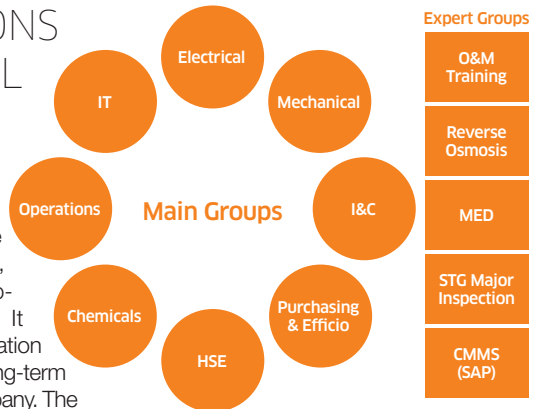 ONS
L
e
,
o-
It
ation
ng-term
pany. The
Electrical
IT
Mechanical
Operations
Main Groups
I&C
Chemicals
Purchasing
& Efficio
HSE
Expert Groups
O&M
Training
Reverse
Osmosis
MED
STG Major
Inspection
CMMS
(SAP)